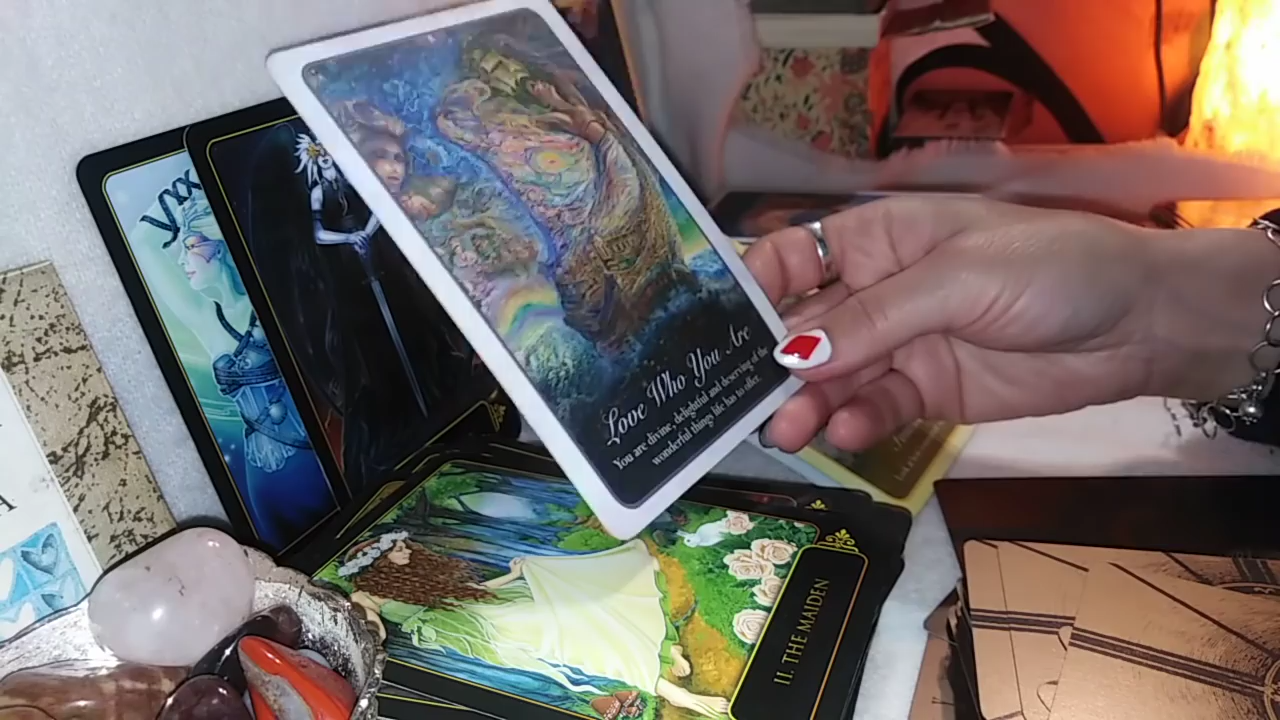 Love Who You Are
You are divine, delightful and deserving of the
wonderful things life has to offer.
II. THE MAIDEN
A